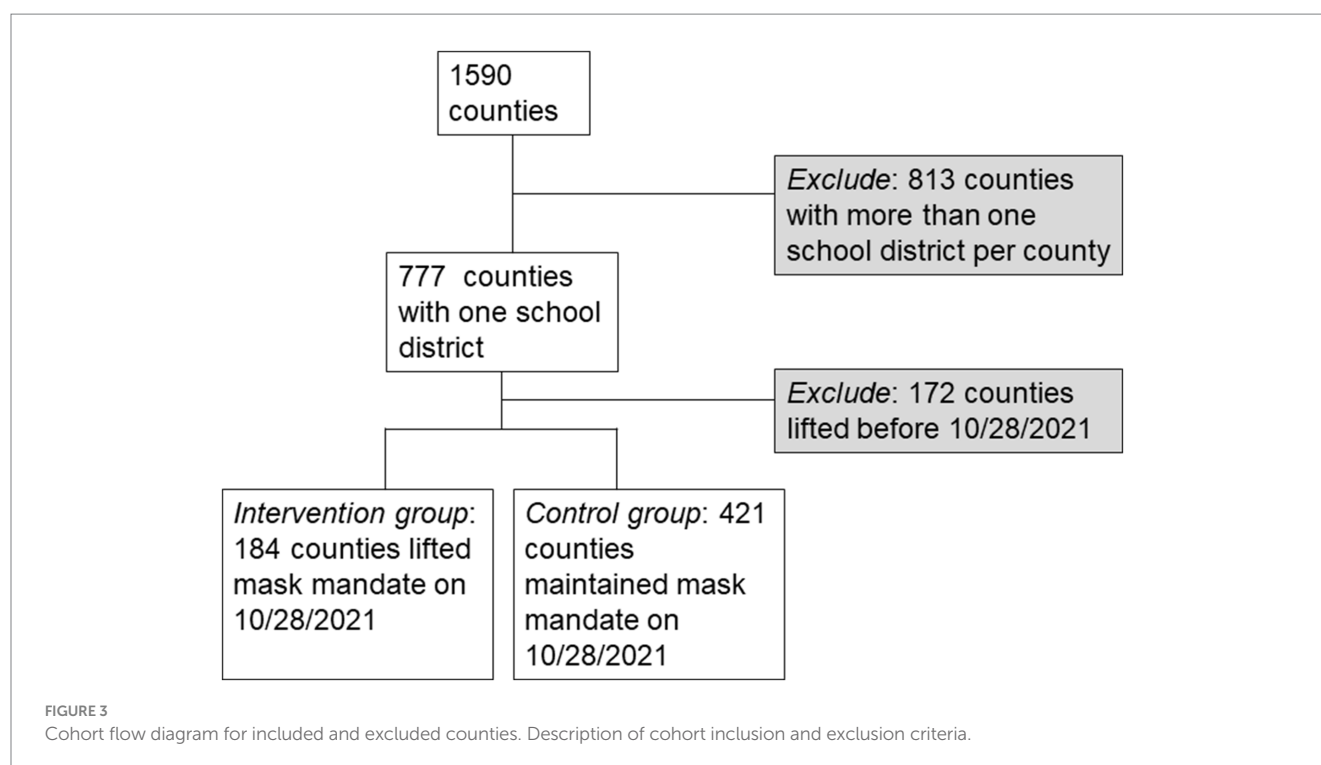 1590
counties
Exclude: 813 counties
with more than one
school district per county
777 counties
with one school
district
Exclude: 172 counties
lifted before 10/28/2021
Intervention group:
184 counties lifted
mask mandate on
10/28/2021
Control group: 421
counties
maintained mask
mandate on
10/28/2021
FIGURE 3
Cohort flow diagram for included and excluded counties. Description of cohort inclusion and exclusion criteria.